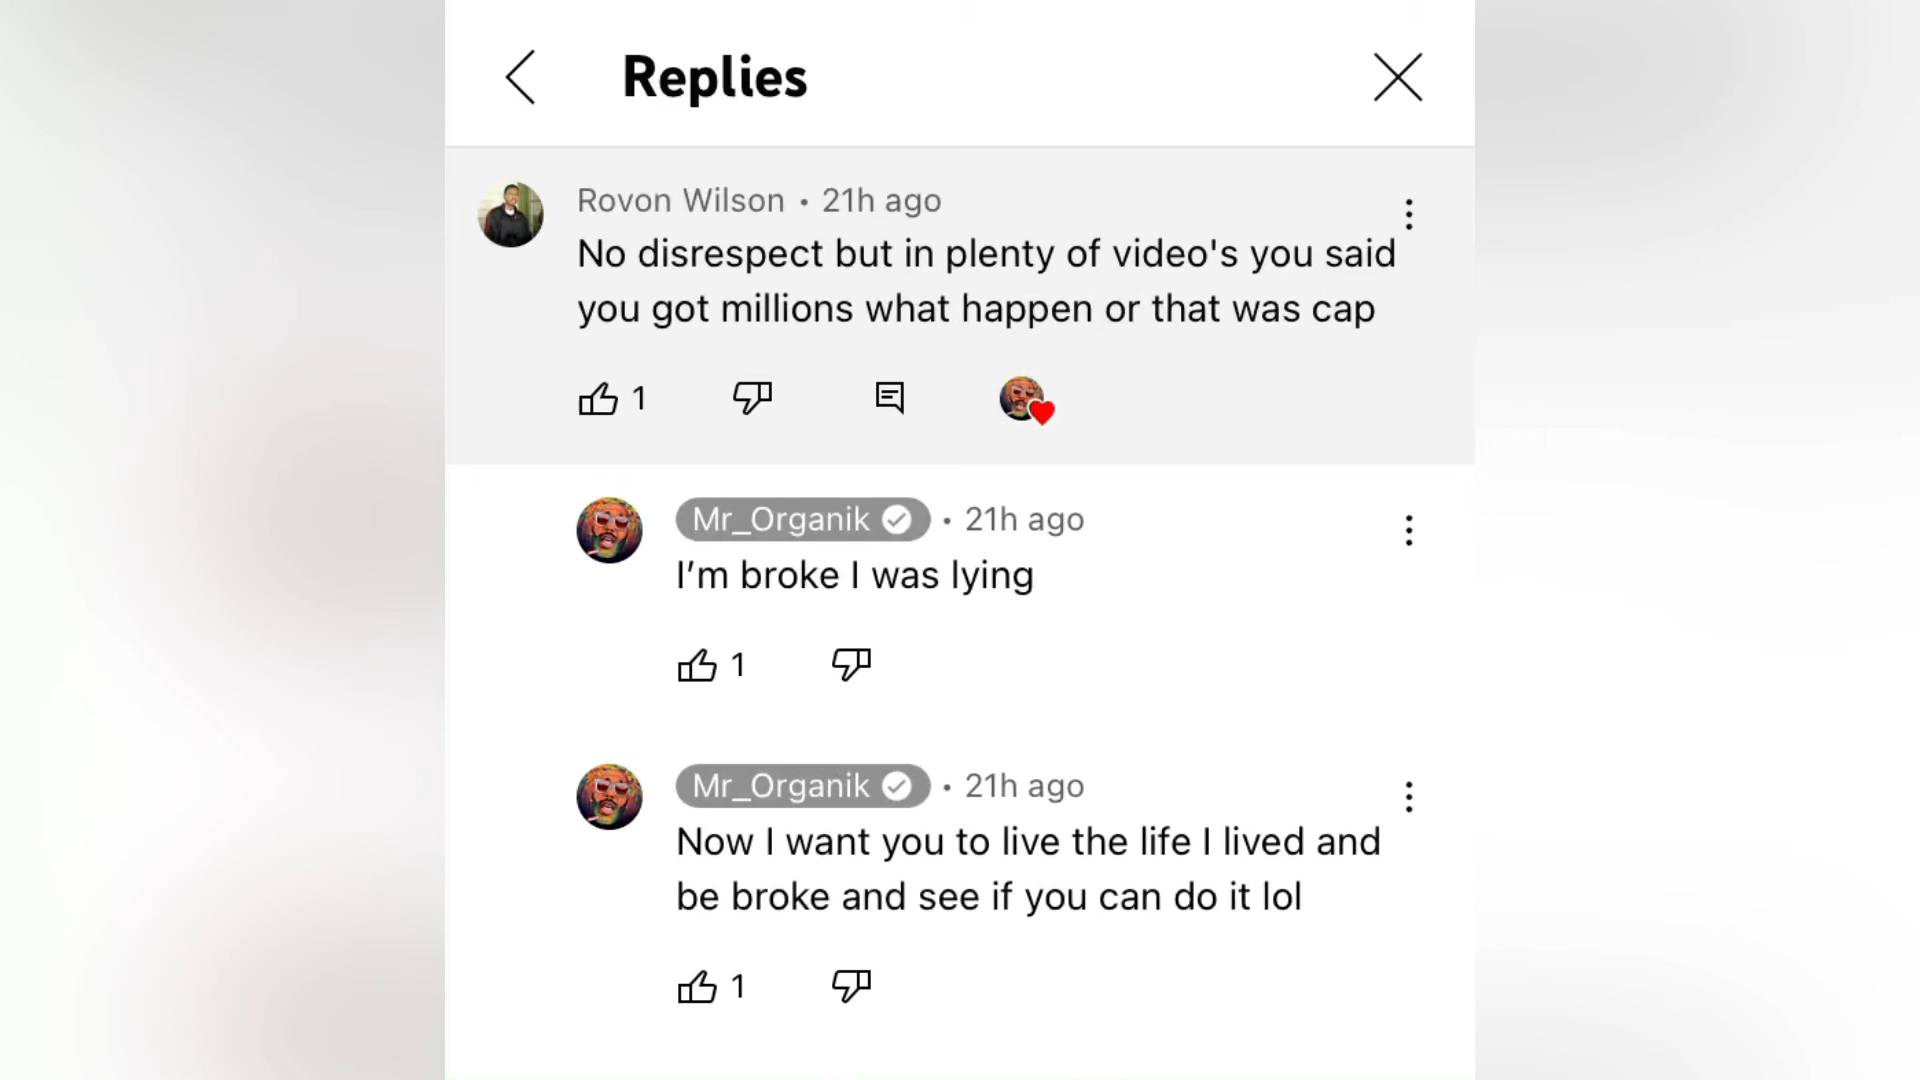 Replies
Rovon Wilson • 21h ago
No disrespect but in plenty of video's you said
you got millions what happen or that was cap
1
Mr_Organik • 21h ago
I’m broke I was lying
1
Mr_Organik • 21h ago
Now I want you to live the life I lived and
be broke and see if you can do it lol
1